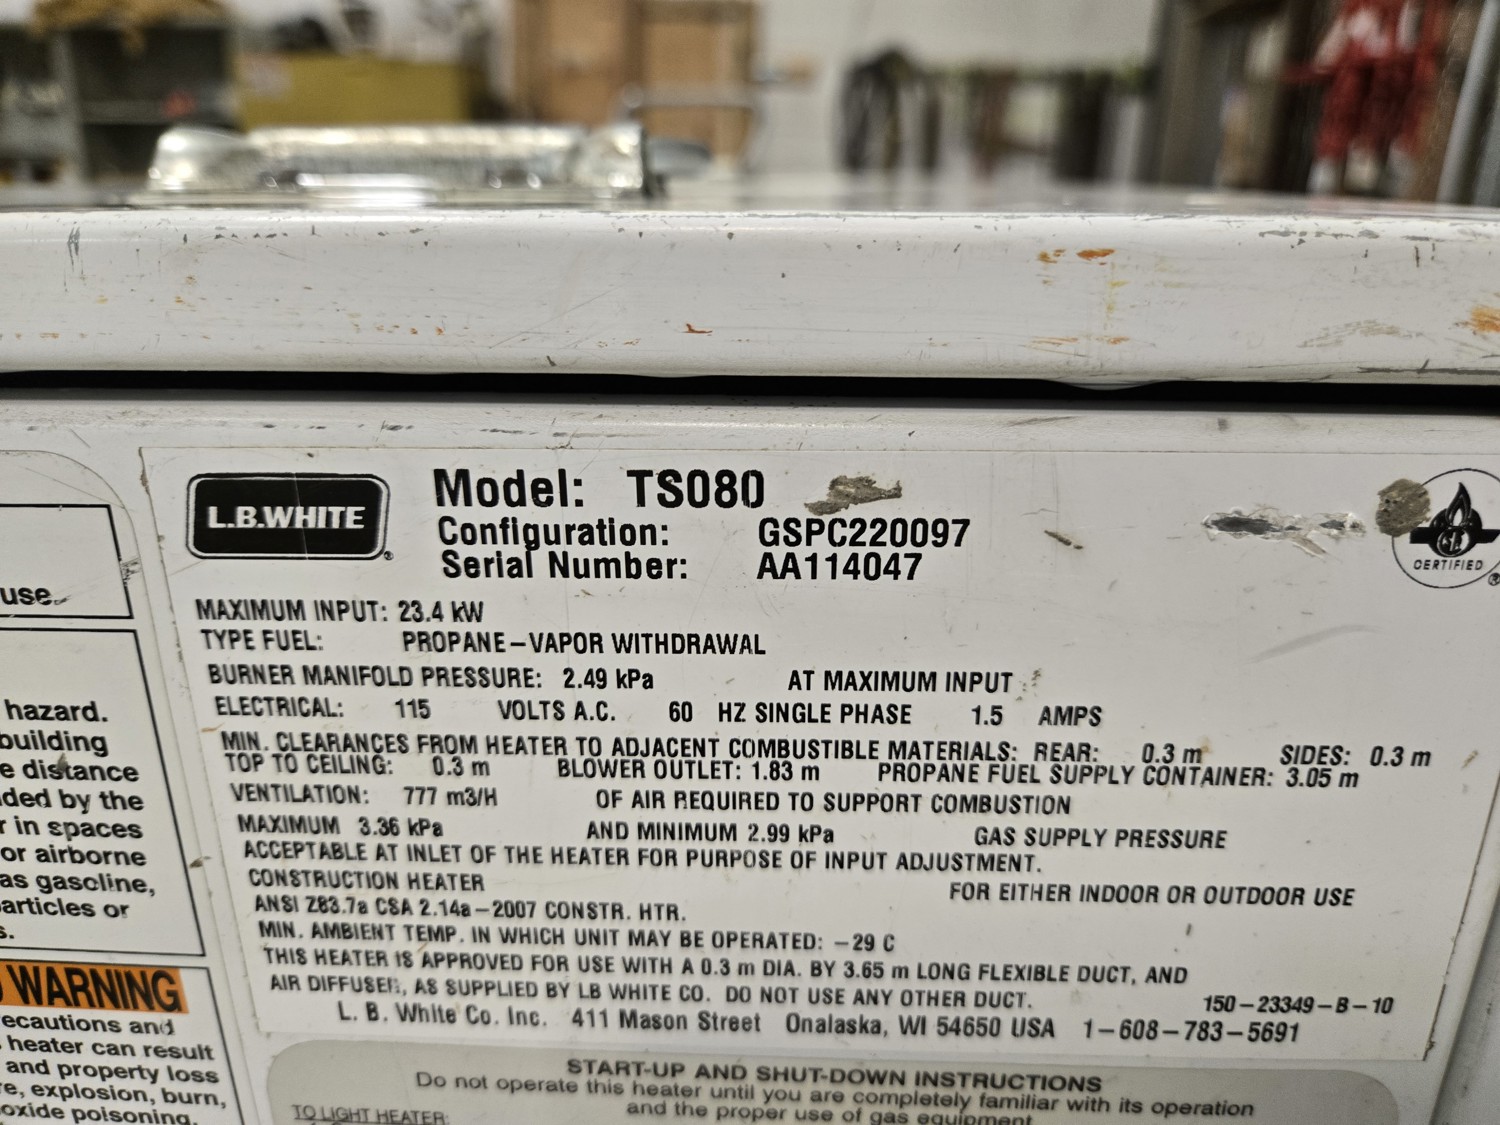 L.B.WHITE
®
Model: TS080
Configuration: GSPC220097
Serial Number: AA114047
CERTIFIED
®
MAXIMUM INPUT: 23.4 kW
TYPE FUEL: PROPANE-VAPOR WITHDRAWAL
BURNER MANIFOLD PRESSURE: 2.49 kPa AT MAXIMUM INPUT
ELECTRICAL: 115 VOLTS A.C. 60 HZ SINGLE PHASE 1.5 AMPS
MIN. CLEARANCES FROM HEATER TO ADJACENT COMBUSTIBLE MATERIALS: REAR: 0.3 m SIDES: 0.3 m
TOP TO CEILING: 0.3 m BLOWER OUTLET: 1.83 m PROPANE FUEL SUPPLY CONTAINER: 3.05 m
VENTILATION: 777 m3/H OF AIR REQUIRED TO SUPPORT COMBUSTION
MAXIMUM 3.36 kPa AND MINIMUM 2.99 kPa GAS SUPPLY PRESSURE
ACCEPTABLE AT INLET OF THE HEATER FOR PURPOSE OF INPUT ADJUSTMENT.
CONSTRUCTION HEATER FOR EITHER INDOOR OR OUTDOOR USE
ANSI Z83.7a CSA 2.14a-2007 CONSTR. HTR.
MIN. AMBIENT TEMP. IN WHICH UNIT MAY BE OPERATED: -29 C
THIS HEATER IS APPROVED FOR USE WITH A 0.3 m DIA. BY 3.65 m LONG FLEXIBLE DUCT, AND
AIR DIFFUSER, AS SUPPLIED BY LB WHITE CO. DO NOT USE ANY OTHER DUCT.
150-23349-B-10
L. B. White Co. Inc. 411 Mason Street Onalaska, WI 54650 USA 1-608-783-5691
START-UP AND SHUT-DOWN INSTRUCTIONS
Do not operate this heater until you are completely familiar with its operation
and the proper use of gas equipment
TO LIGHT HEATER:
use.
hazard.
building
e distance
ded by the
r in spaces
or airborne
as gasoline,
articles or
s.
WARNING
ecautions and
heater can result
and property loss
re, explosion, burn,
oxide poisoning.